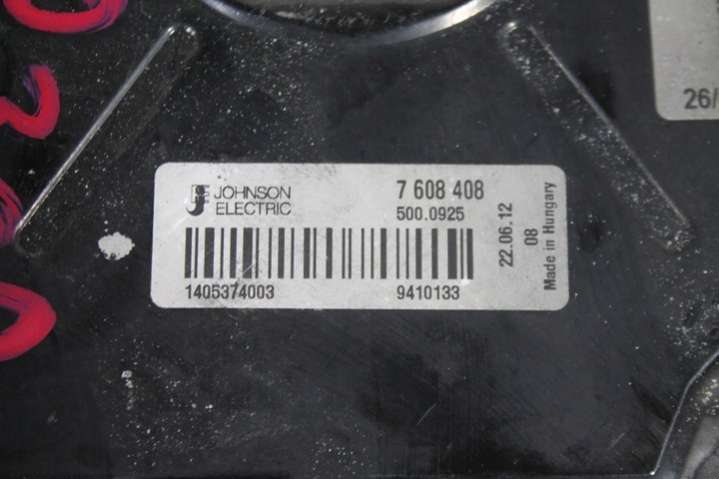 26/
JOHNSON
ELECTRIC
7 608 408
500.0925
1405374003
9410133
22.06.12
08
Made in Hungary